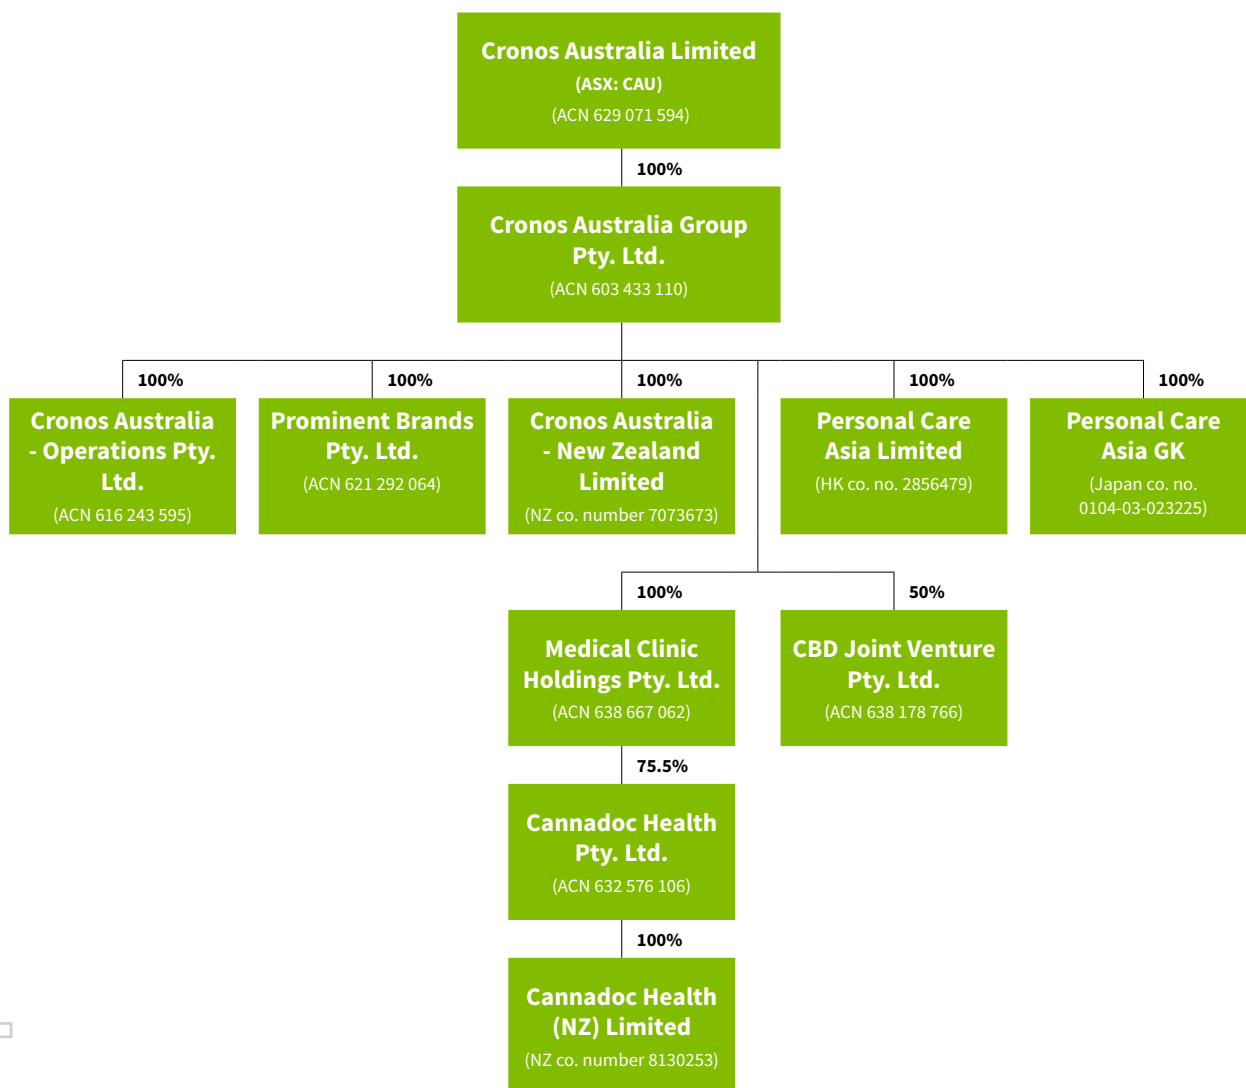 Cronos Australia Limited
(ASX: CAU)
(ACN 629 071 594)
100%
Cronos Australia Group
Pty. Ltd.
(ACN 603 433 110)
100%
Cronos Australia
- Operations Pty.
Ltd.
(ACN 616 243 595)
100%
Prominent Brands
Pty. Ltd.
(ACN 621 292 064)
100%
Cronos Australia
- New Zealand
Limited
(NZ co. number 7073673)
100%
Personal Care
Asia Limited
(HK co. no. 2856479)
100%
Personal Care
Asia GK
(Japan co. no.
0104-03-023225)
100%
Medical Clinic
Holdings Pty. Ltd.
(ACN 638 667 062)
50%
CBD Joint Venture
Pty. Ltd.
(ACN 638 178 766)
75.5%
Cannadoc Health
Pty. Ltd.
(ACN 632 576 106)
100%
Cannadoc Health
(NZ) Limited
(NZ co. number 8130253)